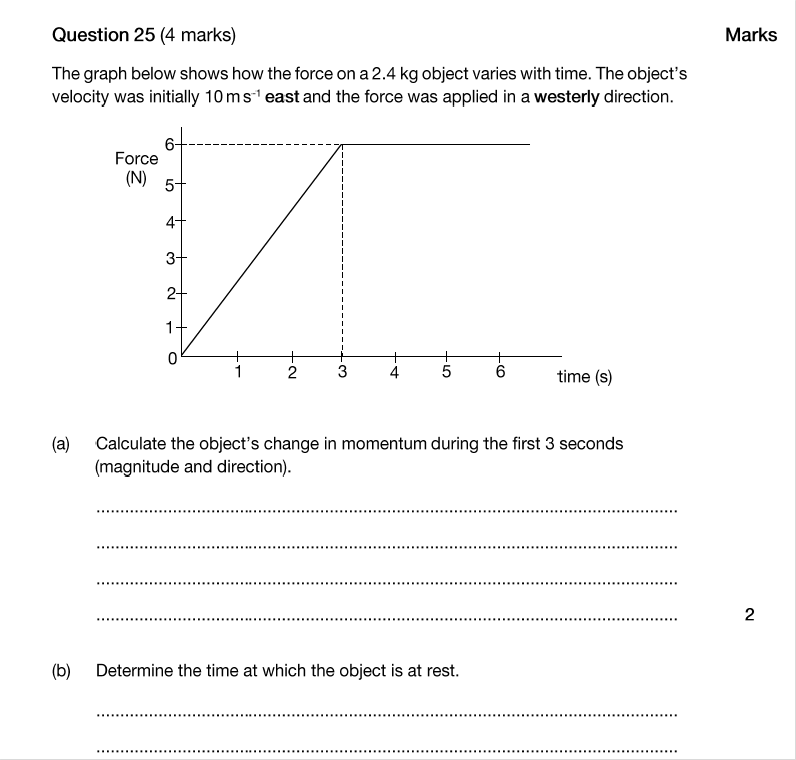 Question 25 (4 marks)
Marks
The graph below shows how the force on a 2.4 kg object varies with time. The object's
velocity was initially 10 m s⁻¹ east and the force was applied in a westerly direction.
Force
(N)
6
5
4
3
2
1
0
1 2 3 4 5 6
time (s)
(a) Calculate the object's change in momentum during the first 3 seconds
(magnitude and direction).
2
(b) Determine the time at which the object is at rest.